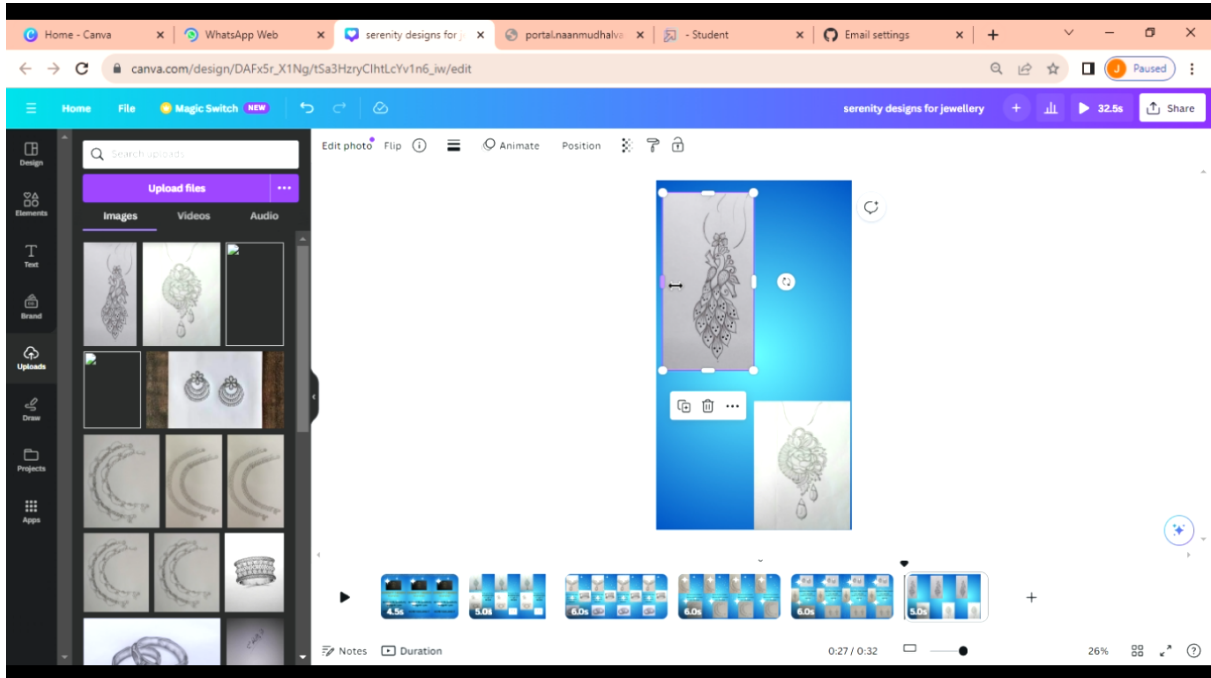 Home - Canva
WhatsApp Web
serenity designs for j
portal.naanmudhalva
- Student
Email settings
canva.com/design/DAFx5r_X1Ng/tSa3HzryClhtLcYv1n6_iw/edit
J
Paused
Home
File
Magic Switch
NEW
serenity designs for jewellery
32.5s
Share
Design
Elements
Text
Brand
Uploads
Draw
Projects
Apps
Search uploads
Upload files
Images
Videos
Audio
Edit photo
Flip
Animate
Position
4.5s
5.0s
6.0s
6.0s
6.0s
5.0s
Notes
Duration
0:27 / 0:32
26%